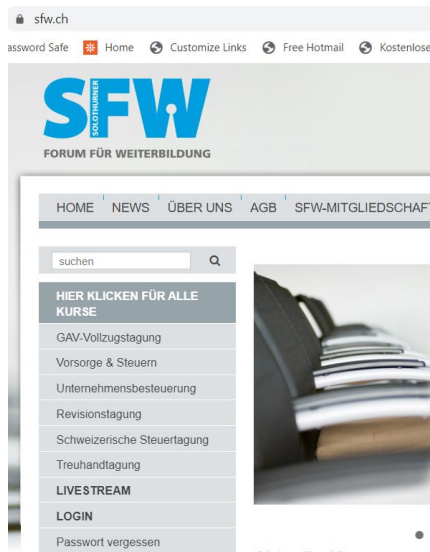 sfw.ch
assword Safe Home Customize Links Free Hotmail Kostenlose
SOLOTHURNER
SFW
FORUM FÜR WEITERBILDUNG
HOME NEWS ÜBER UNS AGB SFW-MITGLIEDSCHAFT
suchen
HIER KLICKEN FÜR ALLE
KURSE
GAV-Vollzugstagung
Vorsorge & Steuern
Unternehmensbesteuerung
Revisionstagung
Schweizerische Steuertagung
Treuhandtagung
LIVESTREAM
LOGIN
Passwort vergessen